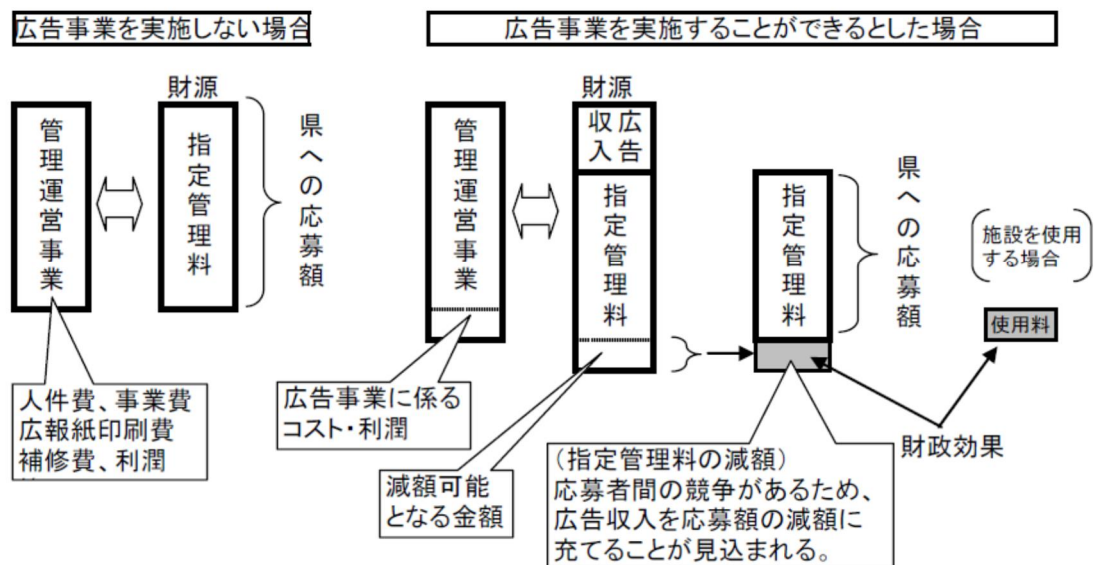 広告事業を実施しない場合
財源
管理運営事業
指定管理料
県への応募額
人件費、事業費
広報紙印刷費
補修費、利潤
広告事業を実施することができるとした場合
財源
管理運営事業
広告
収入
指定管理料
指定管理料
県への応募額
施設を使用
する場合
使用料
広告事業に係る
コスト・利潤
減額可能
となる金額
(指定管理料の減額)
応募者間の競争があるため、
広告収入を応募額の減額に
充てることが見込まれる。
財政効果